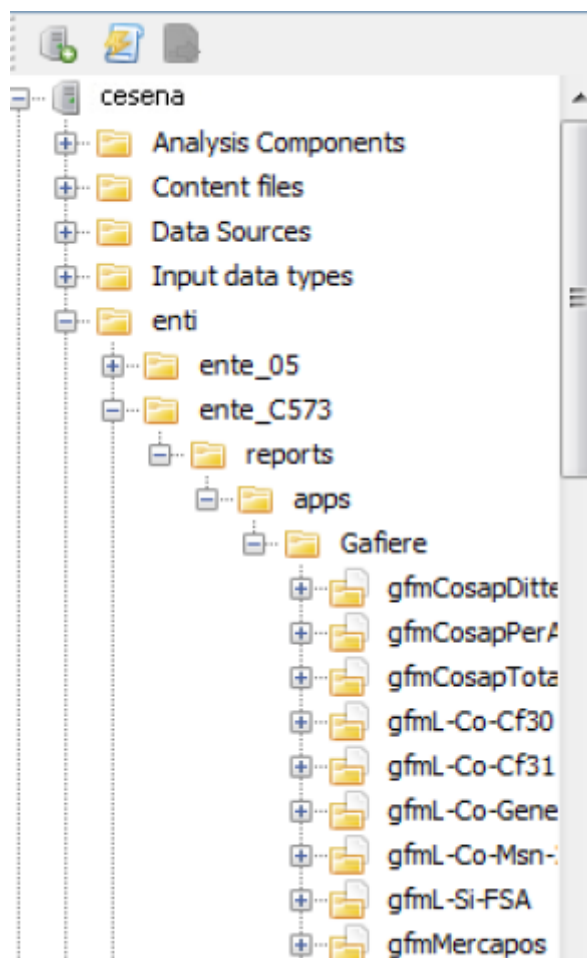 cesena
Analysis Components
Content files
Data Sources
Input data types
enti
ente_05
ente_C573
reports
apps
Gafiere
gfmCosapDitte
gfmCosapPerA
gfmCosapTota
gfmL-Co-Cf30
gfmL-Co-Cf31
gfmL-Co-Gene
gfmL-Co-Msn-
gfmL-Si-FSA
gfmMercapos